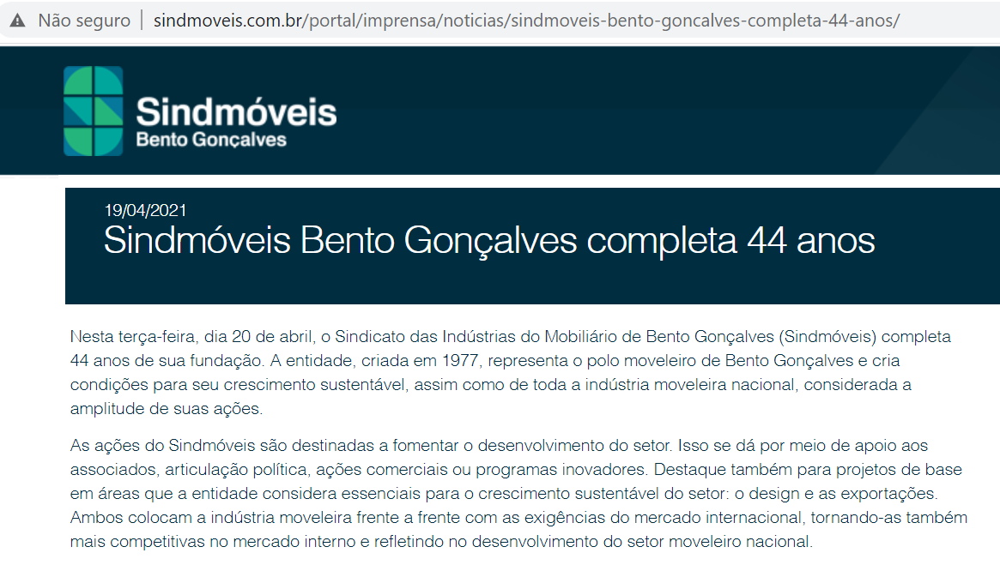 Não seguro | sindmoveis.com.br/portal/imprensa/noticias/sindmoveis-bento-goncalves-completa-44-anos/
Sindmóveis
Bento Gonçalves
19/04/2021
Sindmóveis Bento Gonçalves completa 44 anos
Nesta terça-feira, dia 20 de abril, o Sindicato das Indústrias do Mobiliário de Bento Gonçalves (Sindmóveis) completa
44 anos de sua fundação. A entidade, criada em 1977, representa o polo moveleiro de Bento Gonçalves e cria
condições para seu crescimento sustentável, assim como de toda a indústria moveleira nacional, considerada a
amplitude de suas ações.
As ações do Sindmóveis são destinadas a fomentar o desenvolvimento do setor. Isso se dá por meio de apoio aos
associados, articulação política, ações comerciais ou programas inovadores. Destaque também para projetos de base
em áreas que a entidade considera essenciais para o crescimento sustentável do setor: o design e as exportações.
Ambos colocam a indústria moveleira frente a frente com as exigências do mercado internacional, tornando-as também
mais competitivas no mercado interno e refletindo no desenvolvimento do setor moveleiro nacional.